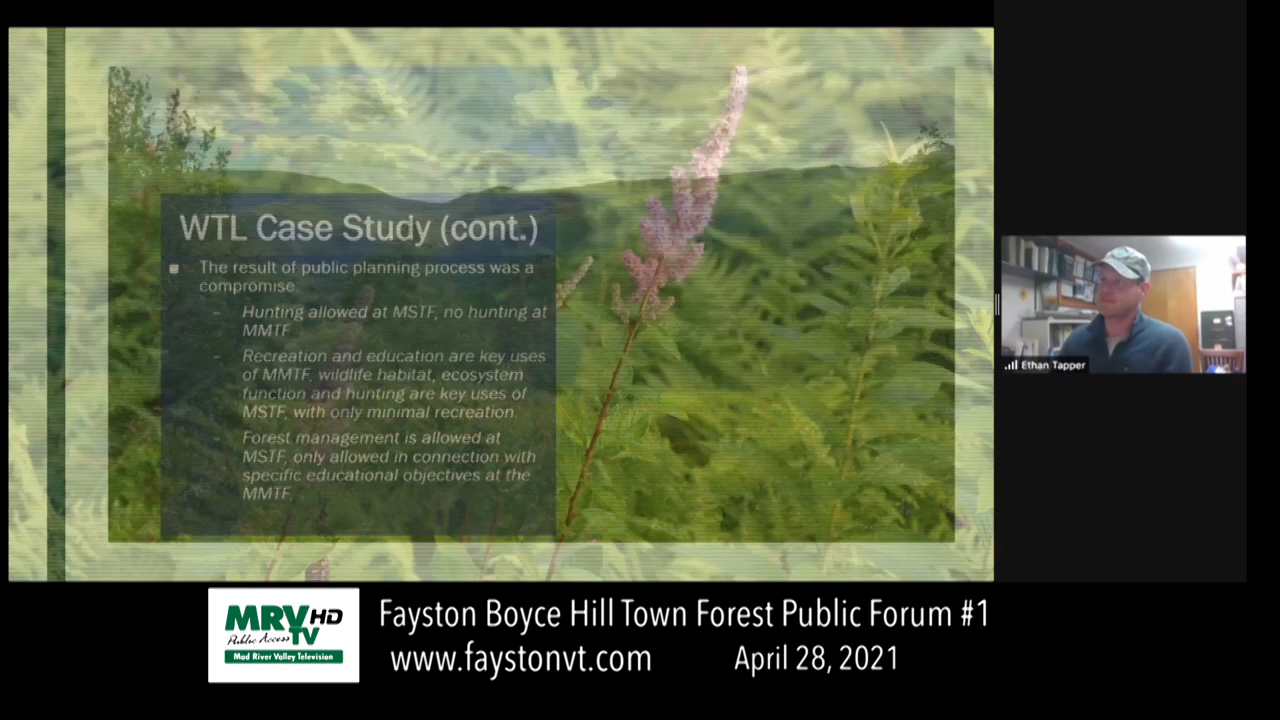 WTL Case Study (cont.)
The result of public planning process was a
compromise.
- Hunting allowed at MSTF, no hunting at
MMTF
- Recreation and education are key uses
of MMTF, wildlife habitat, ecosystem
function and hunting are key uses of
MSTF, with only minimal recreation.
- Forest management is allowed at
MSTF, only allowed in connection with
specific educational objectives at the
MMTF.
Ethan Tapper
MRV HD
Public Access TV
Mad River Valley Television
Fayston Boyce Hill Town Forest Public Forum #1
www.faystonvt.com April 28, 2021